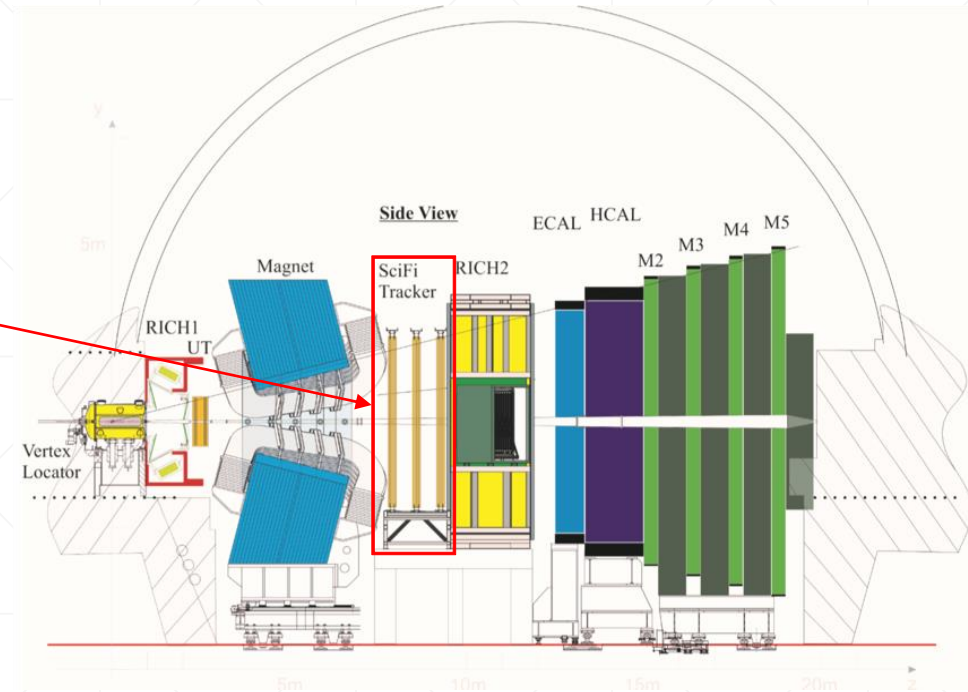 y
5m
Side View
ECAL
HCAL
M2
M3
M4
M5
Magnet
SciFi
Tracker
RICH2
RICH1
UT
Vertex
Locator
5m
10m
15m
20m
z